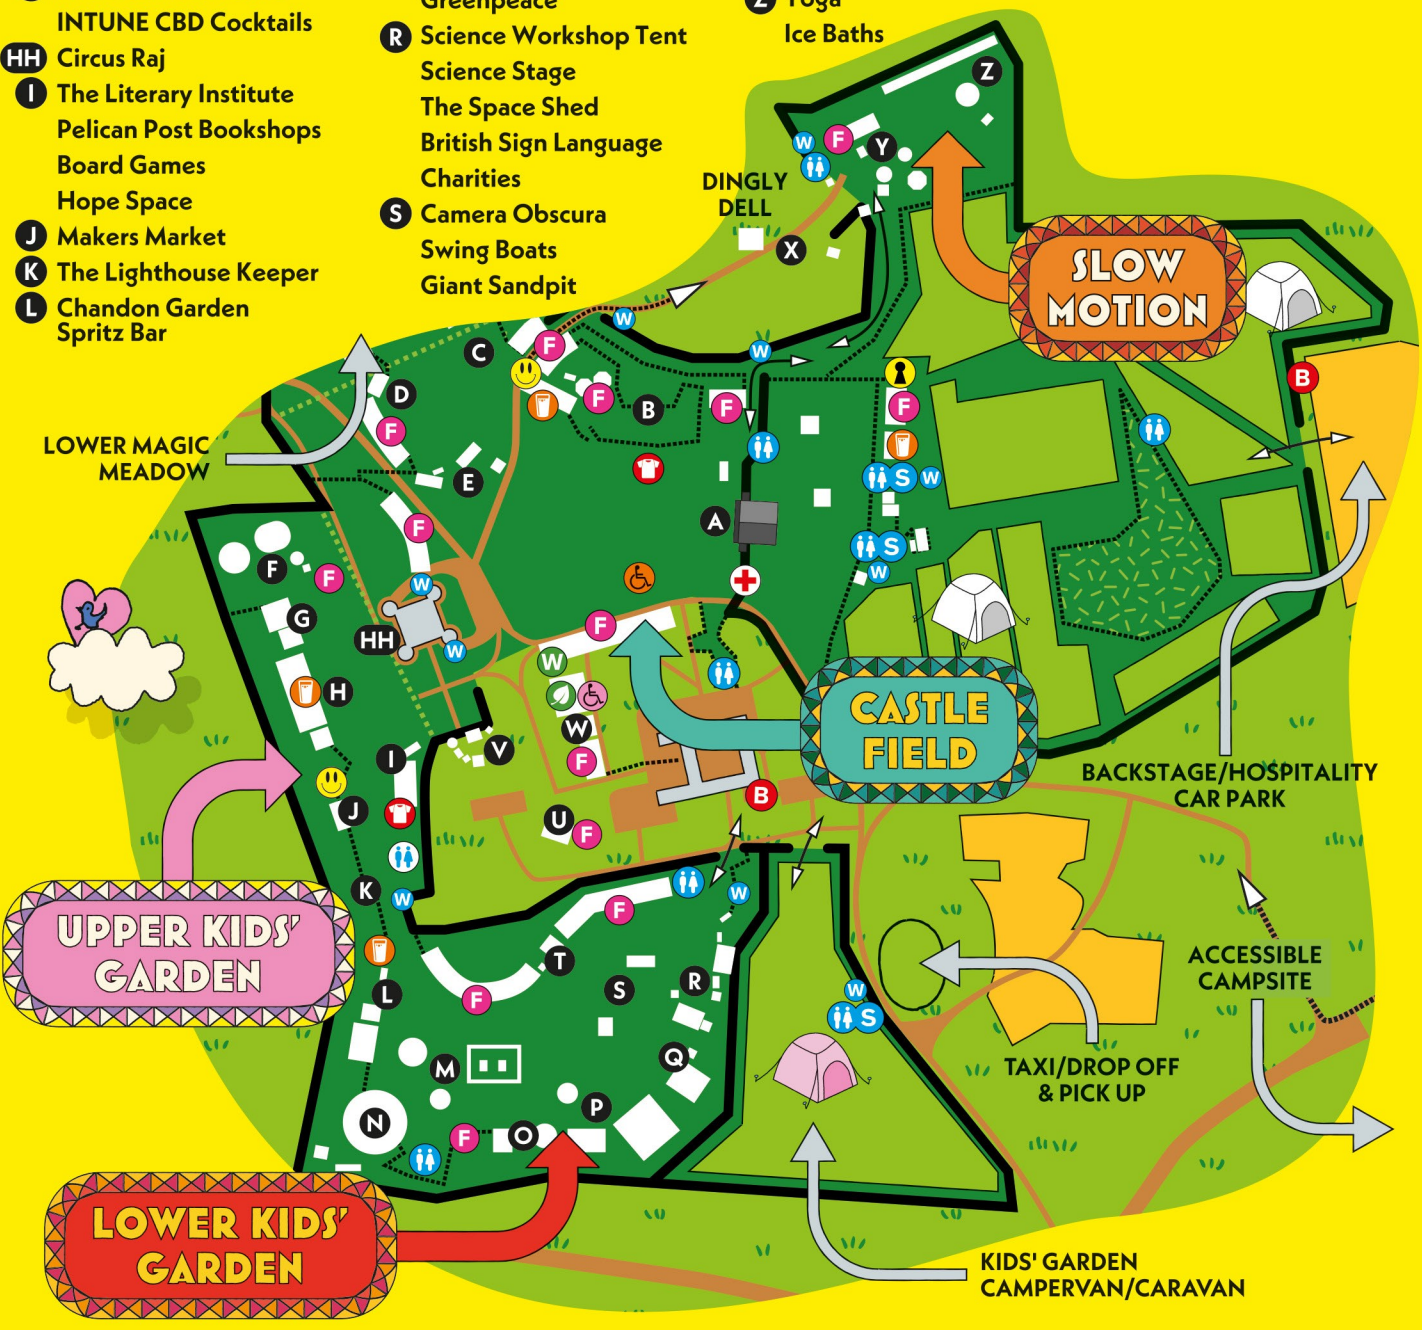 INTUNE CBD Cocktails
HH Circus Raj
I The Literary Institute
Pelican Post Bookshops
Board Games
Hope Space
J Makers Market
K The Lighthouse Keeper
L Chandon Garden
Spritz Bar
Greenpeace
R Science Workshop Tent
Science Stage
The Space Shed
British Sign Language
Charities
S Camera Obscura
Swing Boats
Giant Sandpit
Z Yoga
Ice Baths
Z
W F Y
DINGLY
DELL
X
SLOW
MOTION
W
C F
W
D
F
B
F
F
F
B
LOWER MAGIC
MEADOW
F
E
S W
A
F
S
W
F
F
W
G
HH
W
F
W
H
W
F
V
I
CASTLE
FIELD
J
B
U F
BACKSTAGE/HOSPITALITY
CAR PARK
K
W
W
F
UPPER KIDS'
GARDEN
T
S
R
L
F
W
S
ACCESSIBLE
CAMPSITE
M
Q
TAXI/DROP OFF
& PICK UP
N
P
F
O
LOWER KIDS'
GARDEN
KIDS' GARDEN
CAMPERVAN/CARAVAN